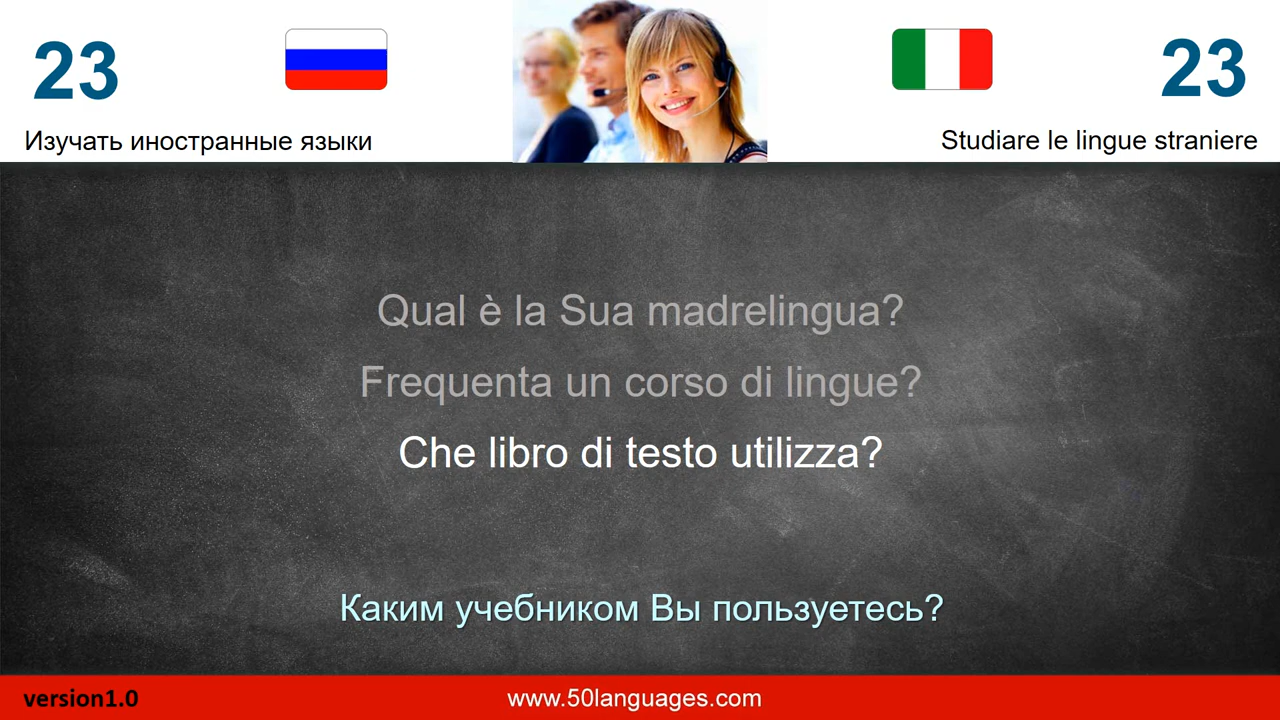 23
23
Изучать иностранные языки
Studiare le lingue straniere
Qual è la Sua madrelingua?
Frequenta un corso di lingue?
Che libro di testo utilizza?
Каким учебником Вы пользуетесь?
version1.0
www.50languages.com